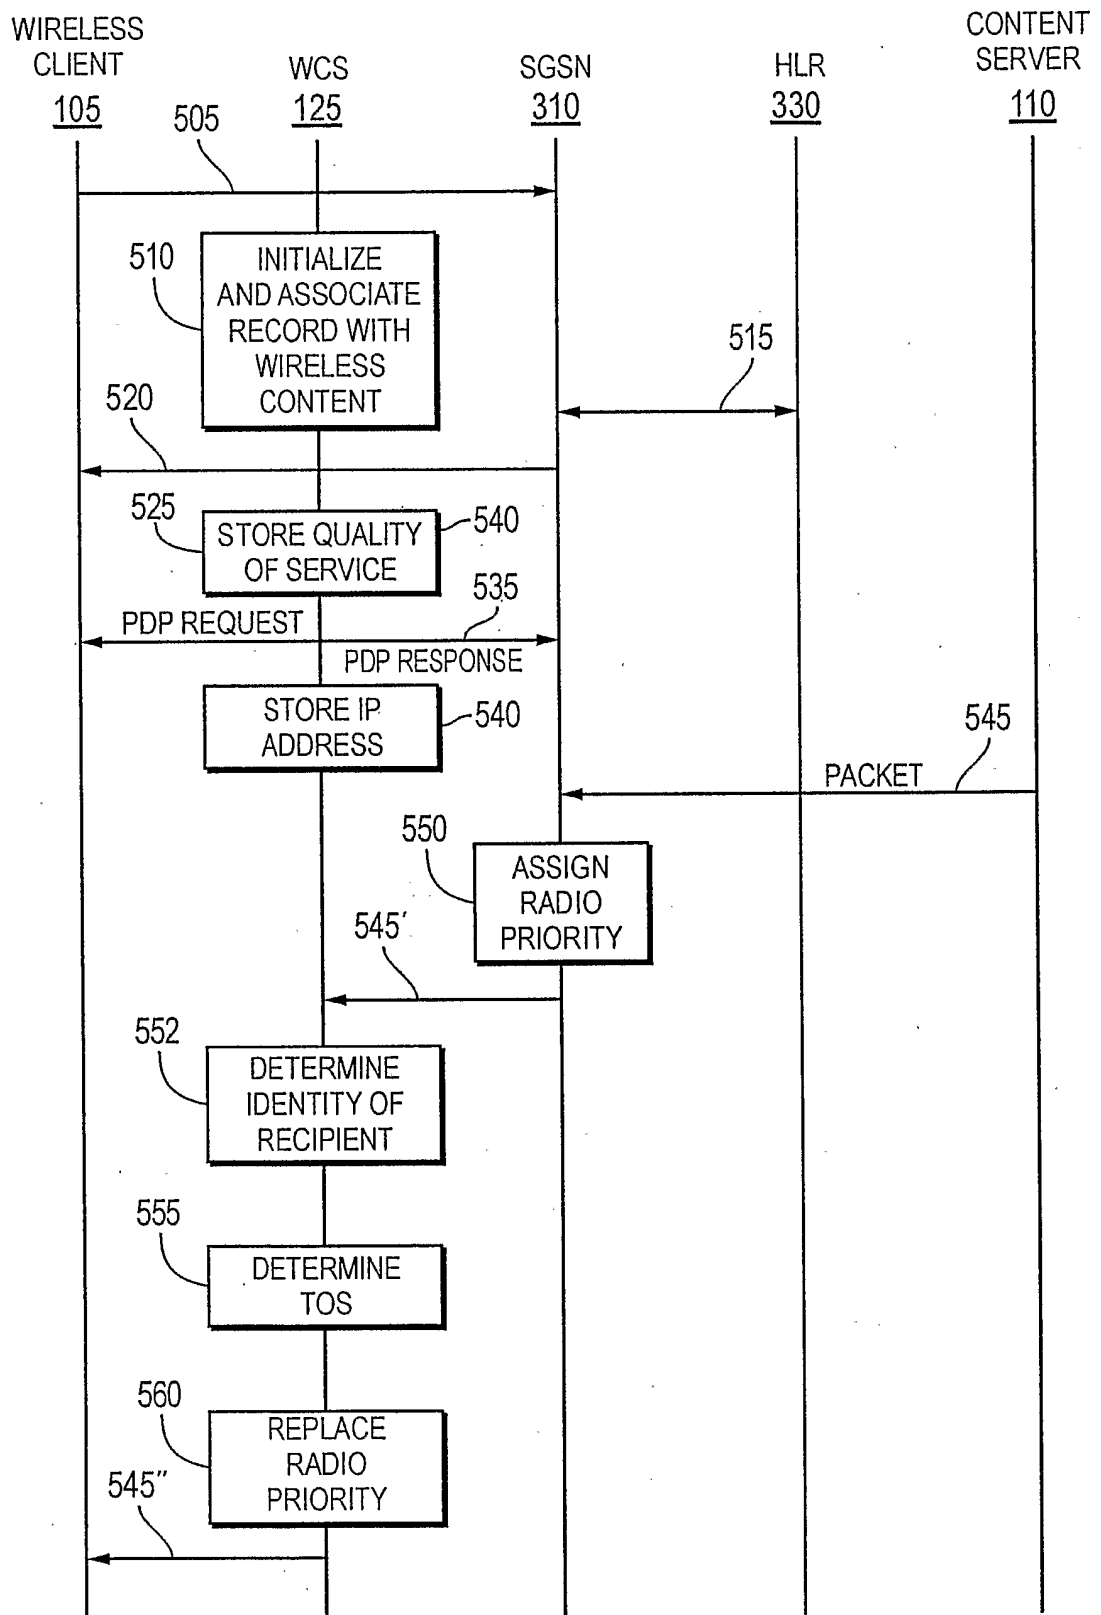 WIRELESS
CLIENT
105
WCS
125
SGSN
310
HLR
330
CONTENT
SERVER
110
505
510
INITIALIZE
AND ASSOCIATE
RECORD WITH
WIRELESS
CONTENT
515
520
525
STORE QUALITY
OF SERVICE
540
535
PDP REQUEST
PDP RESPONSE
STORE IP
ADDRESS
540
545
PACKET
550
ASSIGN
RADIO
PRIORITY
545′
552
DETERMINE
IDENTITY OF
RECIPIENT
555
DETERMINE
TOS
560
REPLACE
RADIO
PRIORITY
545″